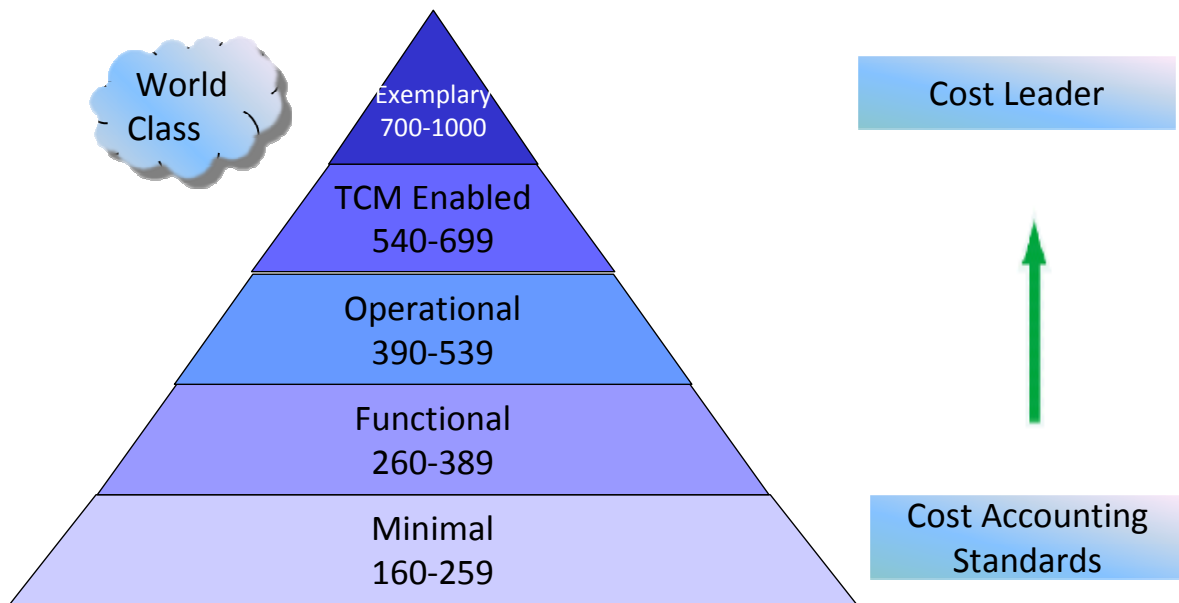 World
Class
Exemplary
700-1000
Cost Leader
TCM Enabled
540-699
Operational
390-539
Functional
260-389
Minimal
160-259
Cost Accounting
Standards